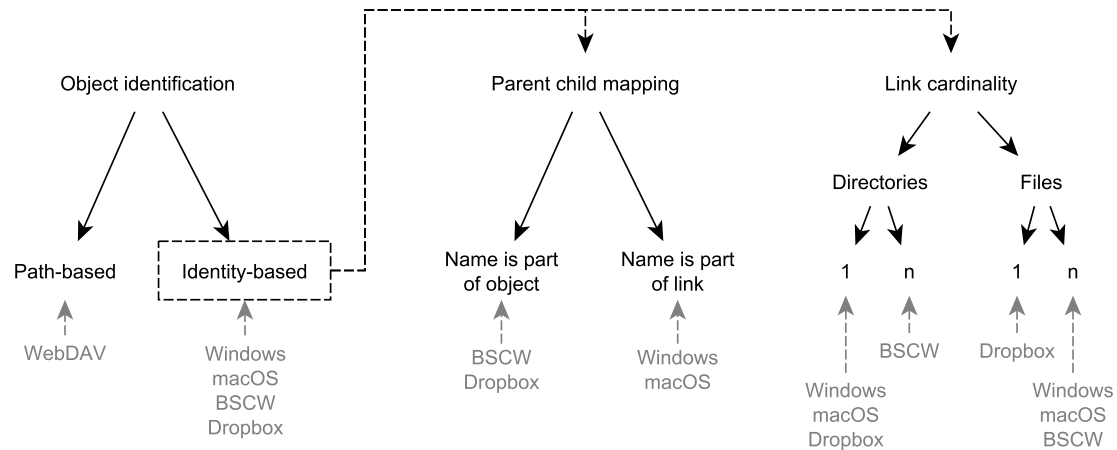 Object identification
Parent child mapping
Link cardinality
Directories
Files
Path-based
Identity-based
Name is part
of object
Name is part
of link
1
n
1
n
WebDAV
Windows
macOS
BSCW
Dropbox
BSCW
Dropbox
Windows
macOS
BSCW
Dropbox
Windows
macOS
Dropbox
Windows
macOS
BSCW